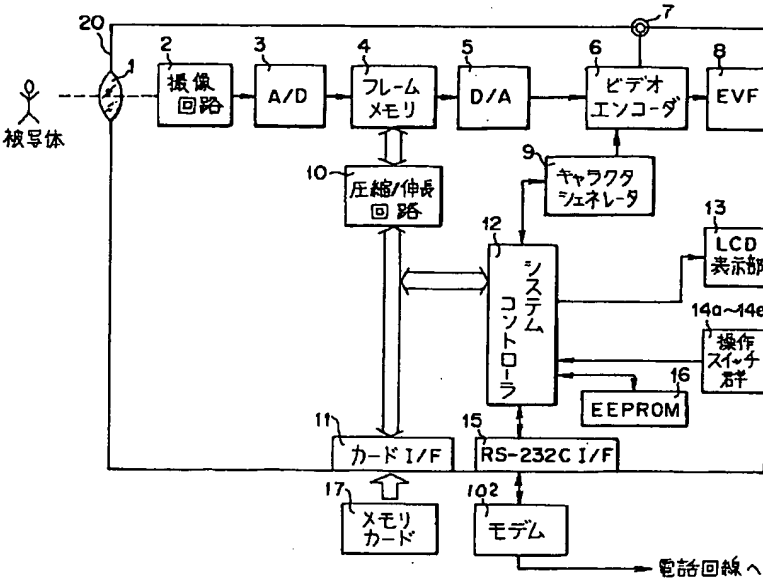 20
1
2
3
4
5
6
7
8
撮像
回路
A/D
フレーム
メモリ
D/A
ビデオ
エンコーダ
EVF
被写体
10
圧縮/伸長
回路
9
キャラクタ
シェネレータ
12
システム
コントローラ
13
LCD
表示部
14a～14e
操作
スイッチ
群
16
EEPROM
11
カード I/F
15
RS-232C I/F
17
メモリ
カード
102
モデム
電話回線へ